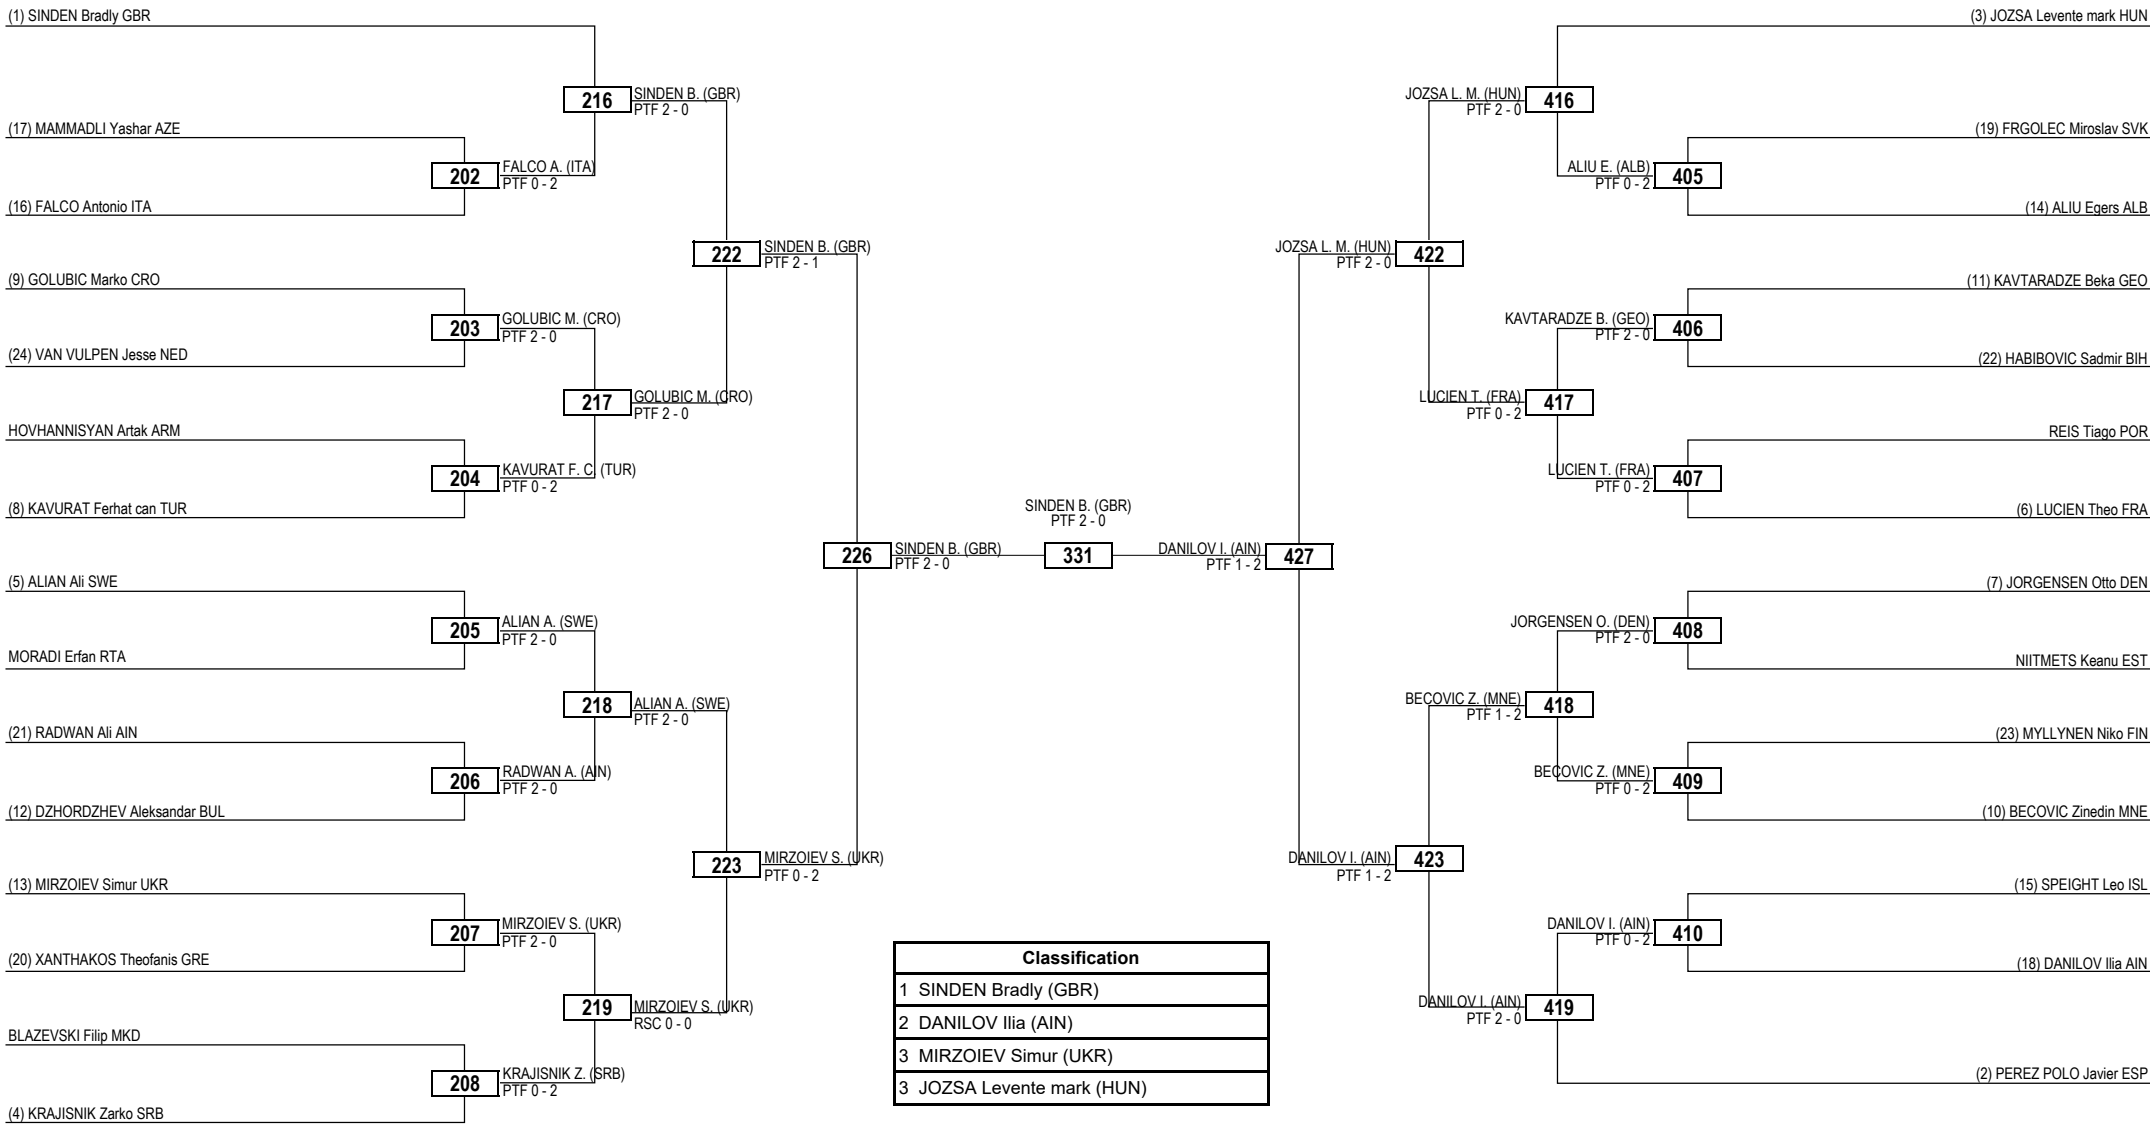 (1) SINDEN Bradly GBR
(17) MAMMADLI Yashar AZE
(16) FALCO Antonio ITA
(9) GOLUBIC Marko CRO
(24) VAN VULPEN Jesse NED
HOVHANNISYAN Artak ARM
(8) KAVURAT Ferhat can TUR
(5) ALIAN Ali SWE
MORADI Erfan RTA
(21) RADWAN Ali AIN
(12) DZHORDZHEV Aleksandar BUL
(13) MIRZOIEV Simur UKR
(20) XANTHAKOS Theofanis GRE
BLAZEVSKI Filip MKD
(4) KRAJISNIK Zarko SRB
202
FALCO A. (ITA)
PTF 0 - 2
203
GOLUBIC M. (CRO)
PTF 2 - 0
204
KAVURAT F. C. (TUR)
PTF 0 - 2
205
ALIAN A. (SWE)
PTF 2 - 0
206
RADWAN A. (AIN)
PTF 2 - 0
207
MIRZOIEV S. (UKR)
PTF 2 - 0
208
KRAJISNIK Z. (SRB)
PTF 0 - 2
216
SINDEN B. (GBR)
PTF 2 - 0
217
GOLUBIC M. (CRO)
PTF 2 - 0
218
ALIAN A. (SWE)
PTF 2 - 0
219
MIRZOIEV S. (UKR)
RSC 0 - 0
222
SINDEN B. (GBR)
PTF 2 - 1
223
MIRZOIEV S. (UKR)
PTF 0 - 2
226
SINDEN B. (GBR)
PTF 2 - 0
SINDEN B. (GBR)
PTF 2 - 0
331
DANILOV I. (AIN)
PTF 1 - 2
427
JOZSA L. M. (HUN)
PTF 2 - 0
422
DANILOV I. (AIN)
PTF 1 - 2
423
JOZSA L. M. (HUN)
PTF 2 - 0
416
LUCIEN T. (FRA)
PTF 0 - 2
417
BECOVIC Z. (MNE)
PTF 1 - 2
418
DANILOV I. (AIN)
PTF 2 - 0
419
ALIU E. (ALB)
PTF 0 - 2
405
KAVTARADZE B. (GEO)
PTF 2 - 0
406
LUCIEN T. (FRA)
PTF 0 - 2
407
JORGENSEN O. (DEN)
PTF 2 - 0
408
BECOVIC Z. (MNE)
PTF 0 - 2
409
DANILOV I. (AIN)
PTF 0 - 2
410
(3) JOZSA Levente mark HUN
(19) FRGOLEC Miroslav SVK
(14) ALIU Egers ALB
(11) KAVTARADZE Beka GEO
(22) HABIBOVIC Sadmir BIH
REIS Tiago POR
(6) LUCIEN Theo FRA
(7) JORGENSEN Otto DEN
NIITMETS Keanu EST
(23) MYLLYNEN Niko FIN
(10) BECOVIC Zinedin MNE
(15) SPEIGHT Leo ISL
(18) DANILOV Ilia AIN
(2) PEREZ POLO Javier ESP
Classification
1 SINDEN Bradly (GBR)
2 DANILOV Ilia (AIN)
3 MIRZOIEV Simur (UKR)
3 JOZSA Levente mark (HUN)